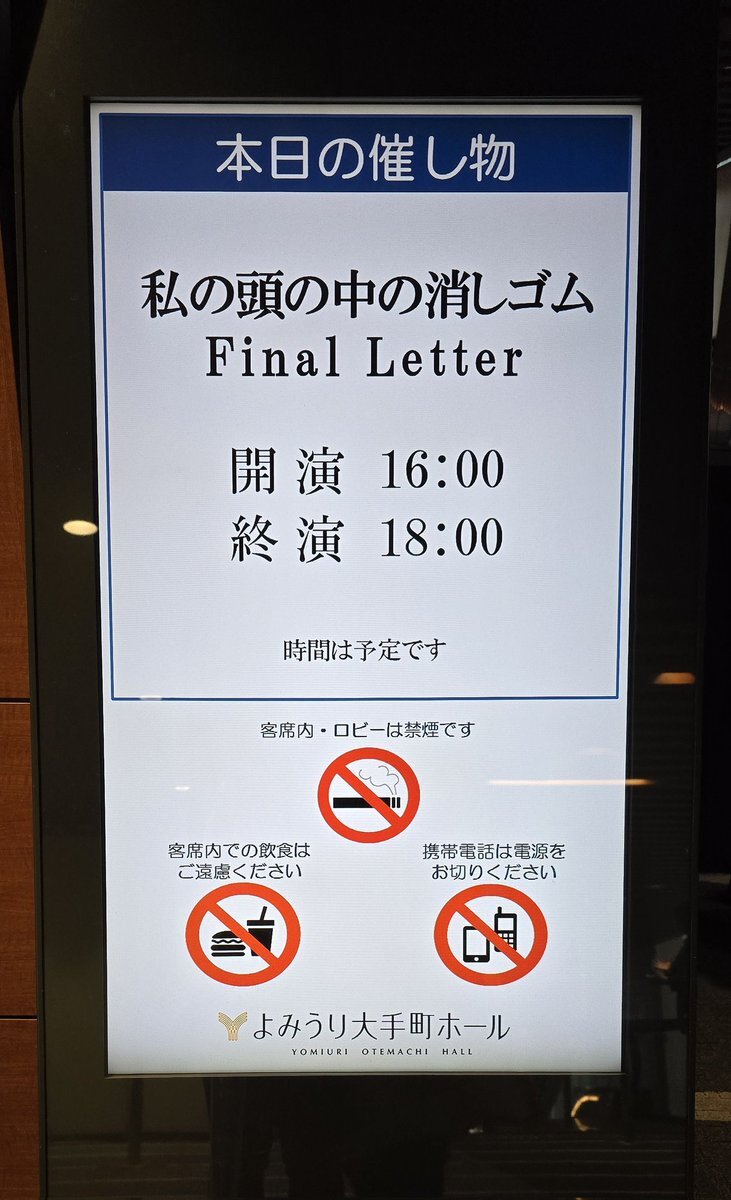 本日の催し物
私の頭の中の消しゴム
Final Letter
開演 16:00
終演 18:00
時間は予定です
客席内・ロビーは禁煙です
客席内での飲食は
ご遠慮ください
携帯電話は電源を
お切りください
よみうり大手町ホール
YOMIURI OTEMACHI HALL